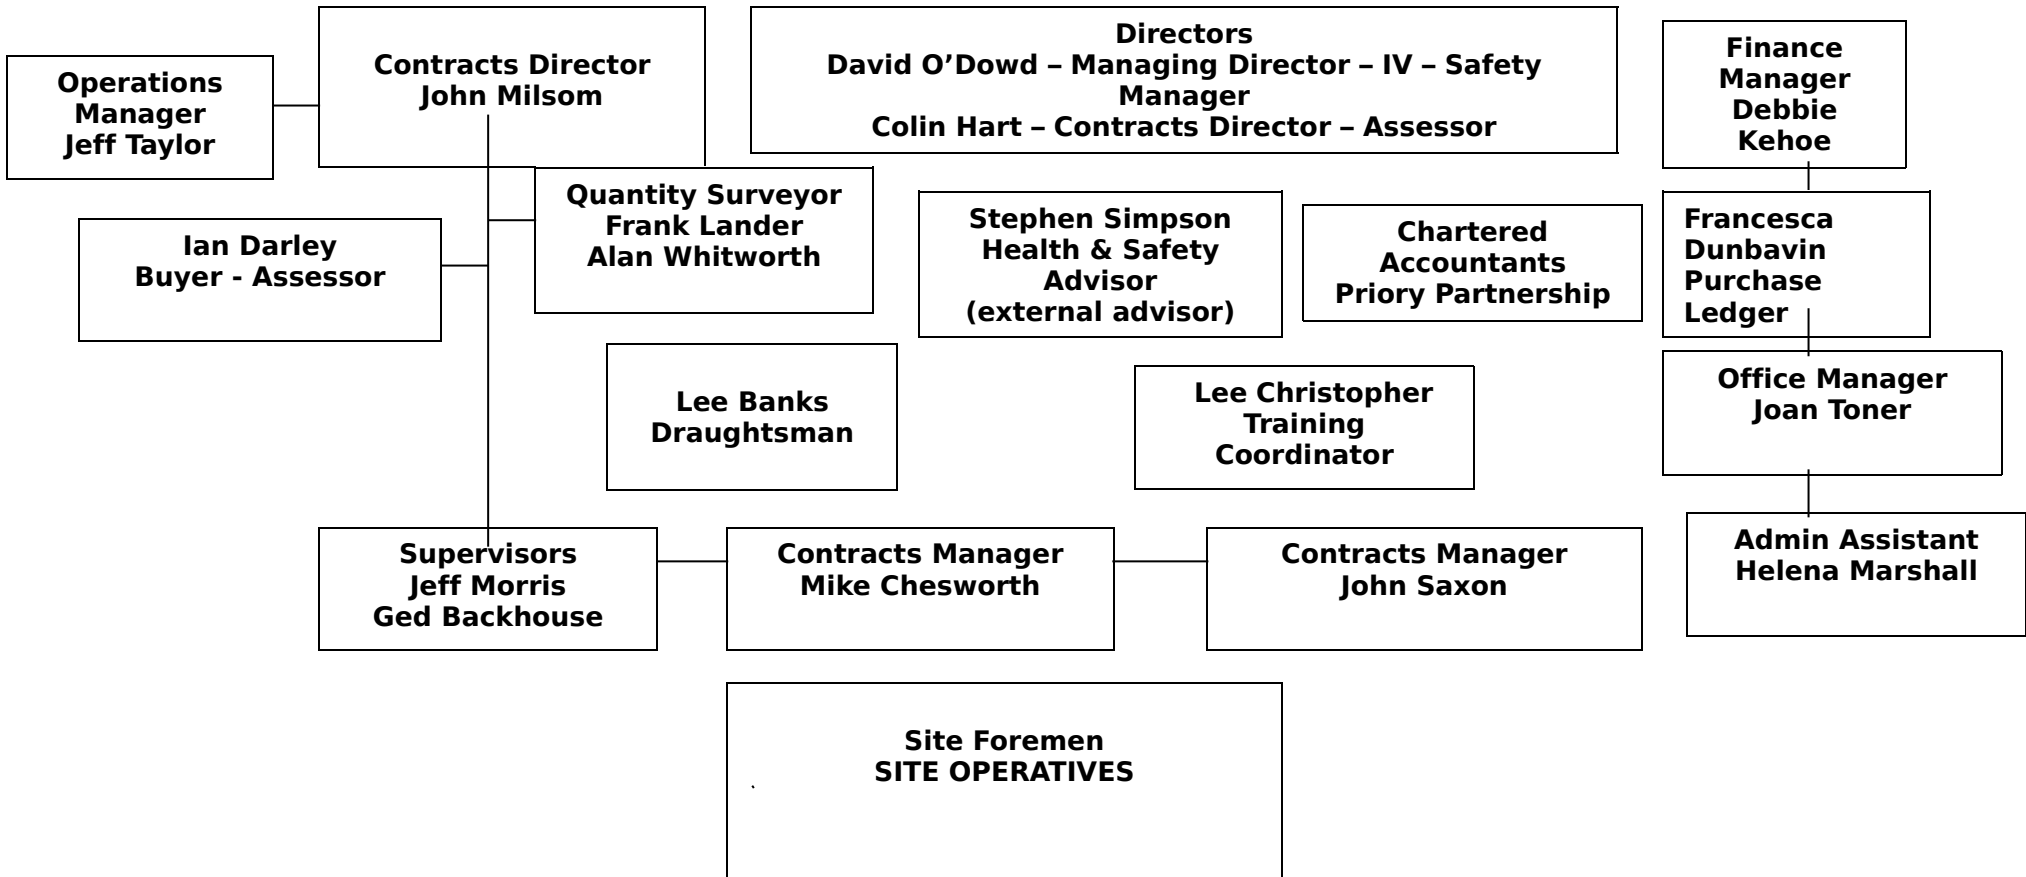 Operations
Manager
Jeff Taylor
Contracts Director
John Milsom
Directors
David O’Dowd – Managing Director – IV – Safety
Manager
Colin Hart – Contracts Director – Assessor
Finance
Manager
Debbie
Kehoe
Ian Darley
Buyer - Assessor
Quantity Surveyor
Frank Lander
Alan Whitworth
Stephen Simpson
Health & Safety
Advisor
(external advisor)
Chartered
Accountants
Priory Partnership
Francesca
Dunbavin
Purchase
Ledger
Lee Banks
Draughtsman
Lee Christopher
Training
Coordinator
Office Manager
Joan Toner
Supervisors
Jeff Morris
Ged Backhouse
Contracts Manager
Mike Chesworth
Contracts Manager
John Saxon
Admin Assistant
Helena Marshall
Site Foremen
SITE OPERATIVES